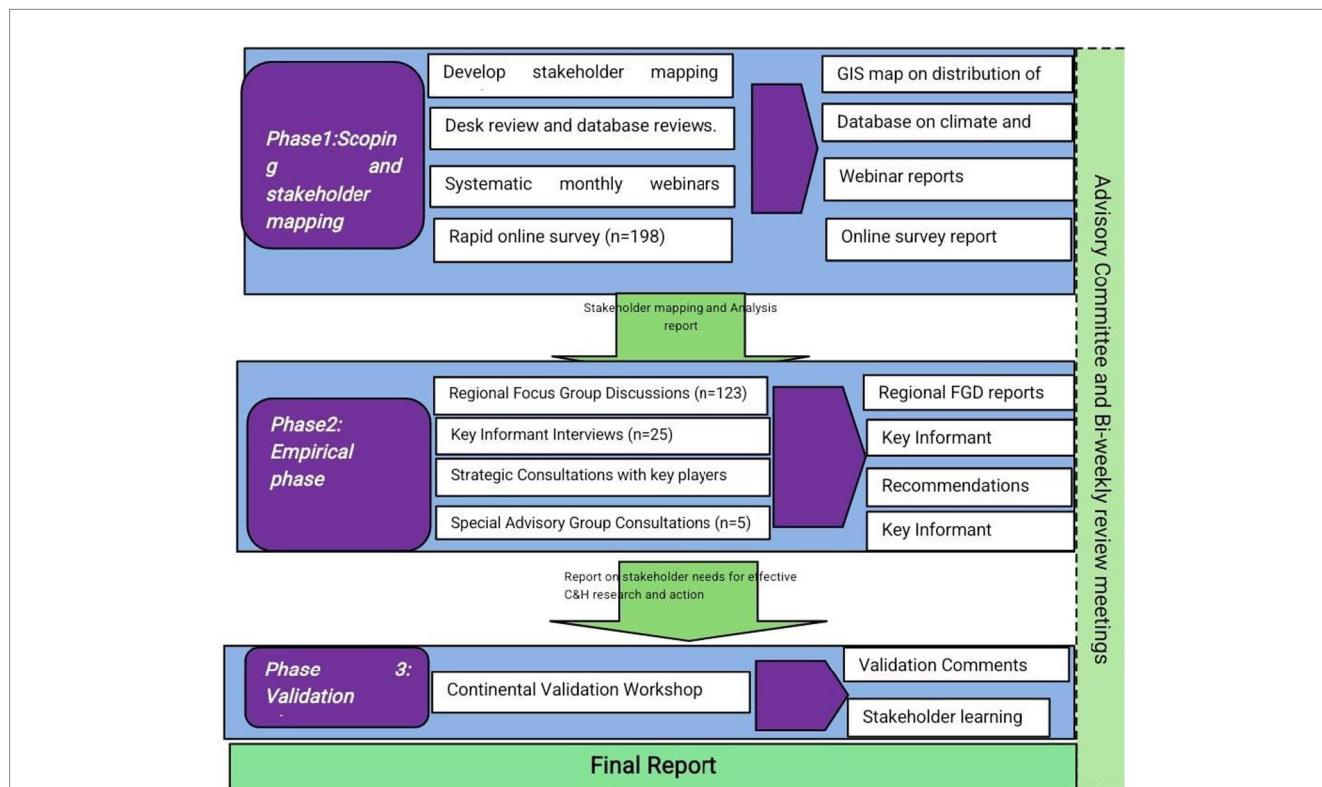 Phase1:Scopin
g and
stakeholder
mapping
Develop stakeholder mapping
Desk review and database reviews.
Systematic monthly webinars
Rapid online survey (n=198)
GIS map on distribution of
Database on climate and
Webinar reports
Online survey report
Stakeholder mapping and Analysis
report
Phase2:
Empirical
phase
Regional Focus Group Discussions (n=123)
Key Informant Interviews (n=25)
Strategic Consultations with key players
Special Advisory Group Consultations (n=5)
Regional FGD reports
Key Informant
Recommendations
Key Informant
Report on stakeholder needs for effective
C&H research and action
Phase 3:
Validation
Continental Validation Workshop
Validation Comments
Stakeholder learning
Final Report
Advisory Committee and Bi-weekly review meetings